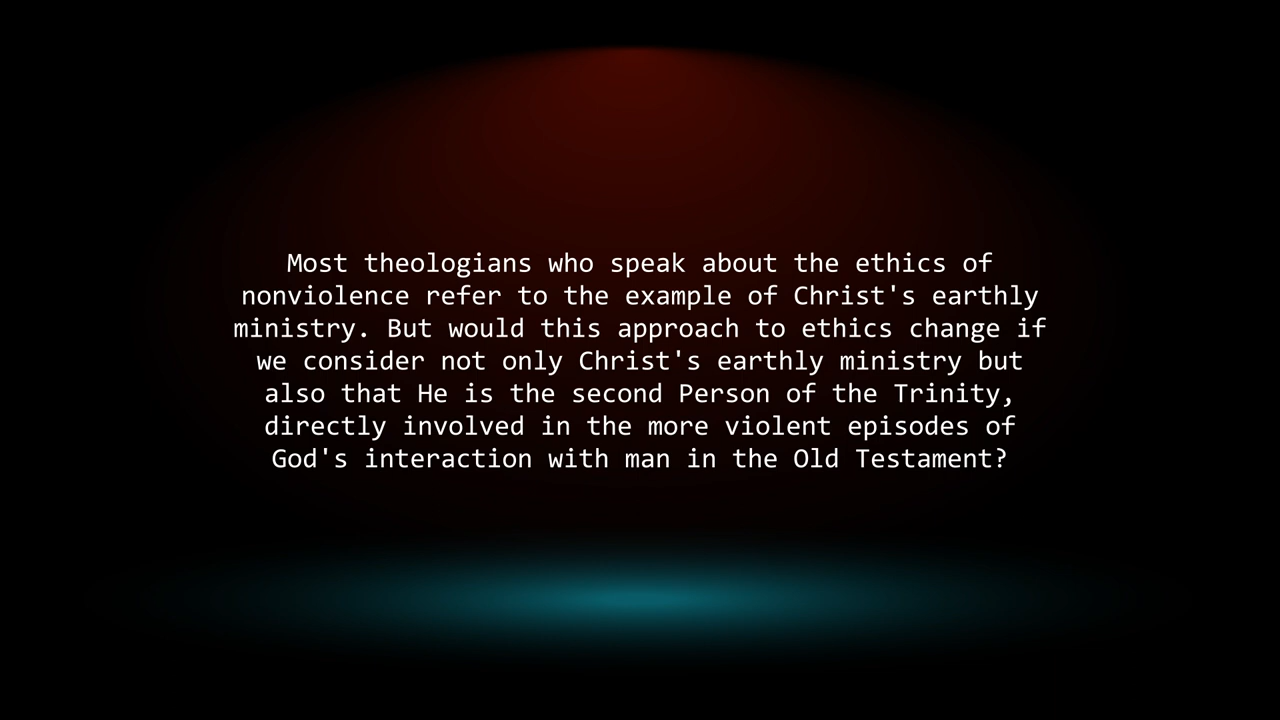 Most theologians who speak about the ethics of
nonviolence refer to the example of Christ's earthly
ministry. But would this approach to ethics change if
we consider not only Christ's earthly ministry but
also that He is the second Person of the Trinity,
directly involved in the more violent episodes of
God's interaction with man in the Old Testament?